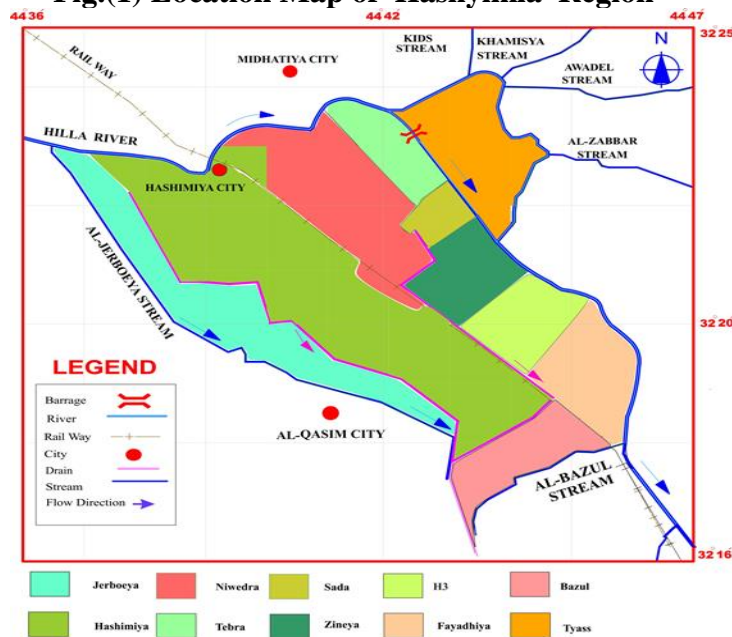 Fig.(1) Location Map of Hashymiia Region
44 36
44 42
44 47
32 25
KIDS
STREAM
KHAMISYA
STREAM
N
MIDHATIYA CITY
RAIL WAY
AWADEL
STREAM
HILLA RIVER
AL-ZABBAR
STREAM
HASHIMIYA CITY
AL-JERBOEYA STREAM
32 20
LEGEND
Barrage
River
Rail Way
City
Drain
Stream
Flow Direction
AL-QASIM CITY
AL-BAZUL
STREAM
32 16
Jerboeya
Niwedra
Sada
H3
Bazul
Hashimiya
Tebra
Zineya
Fayadhiya
Tyass